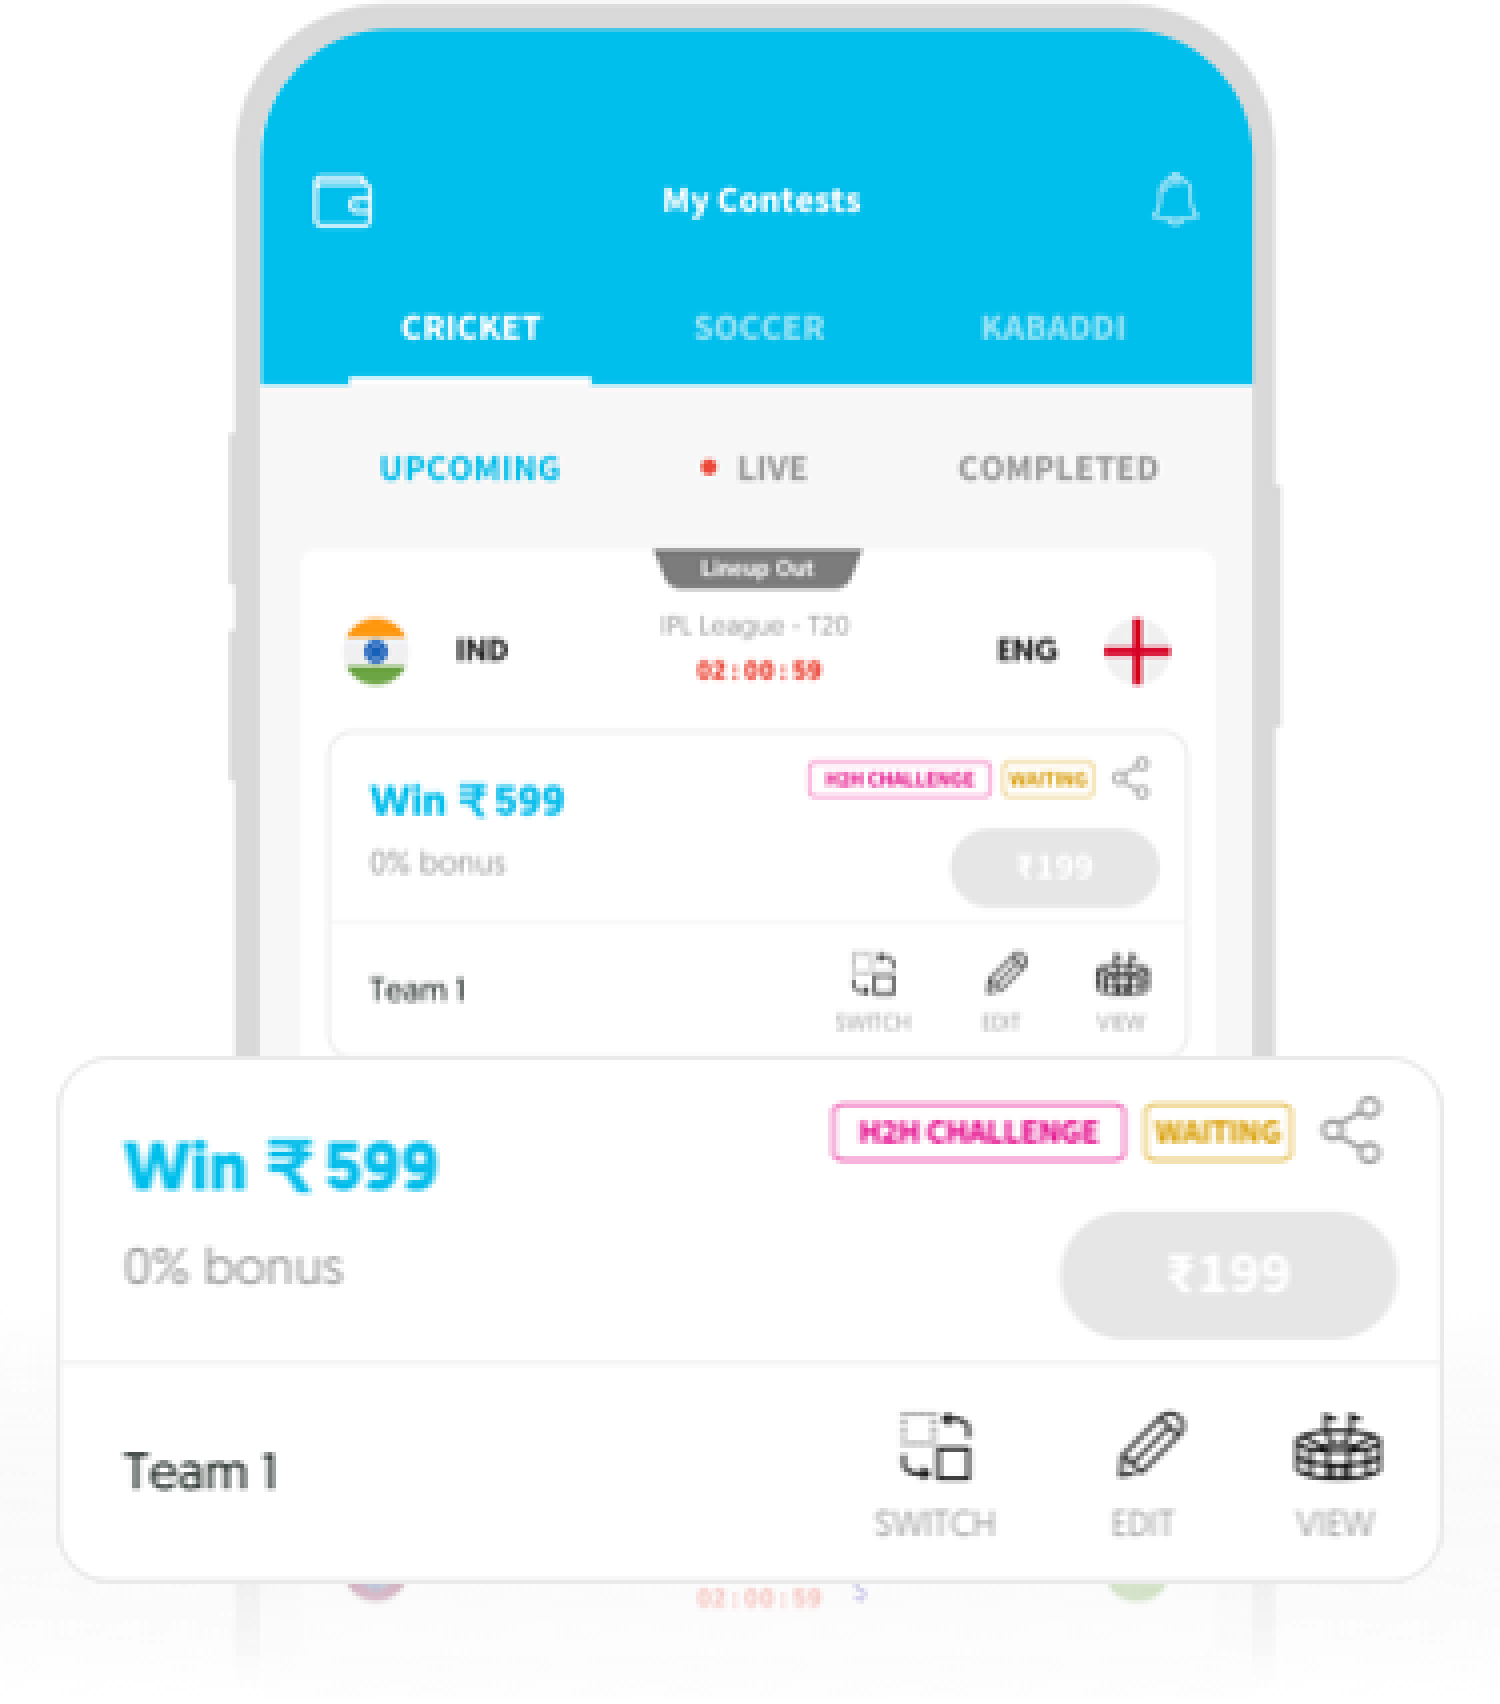 My Contests
CRICKET SOCCER KABADDI
UPCOMING LIVE COMPLETED
Lineup Out
IPL League - T20
IND ENG
02:00:59
H2H CHALLENGE WAITING
Win ₹599
0% bonus ₹199
Team 1
SWITCH EDIT VIEW
H2H CHALLENGE WAITING
Win ₹599
0% bonus ₹199
Team 1
SWITCH EDIT VIEW
02:00:59